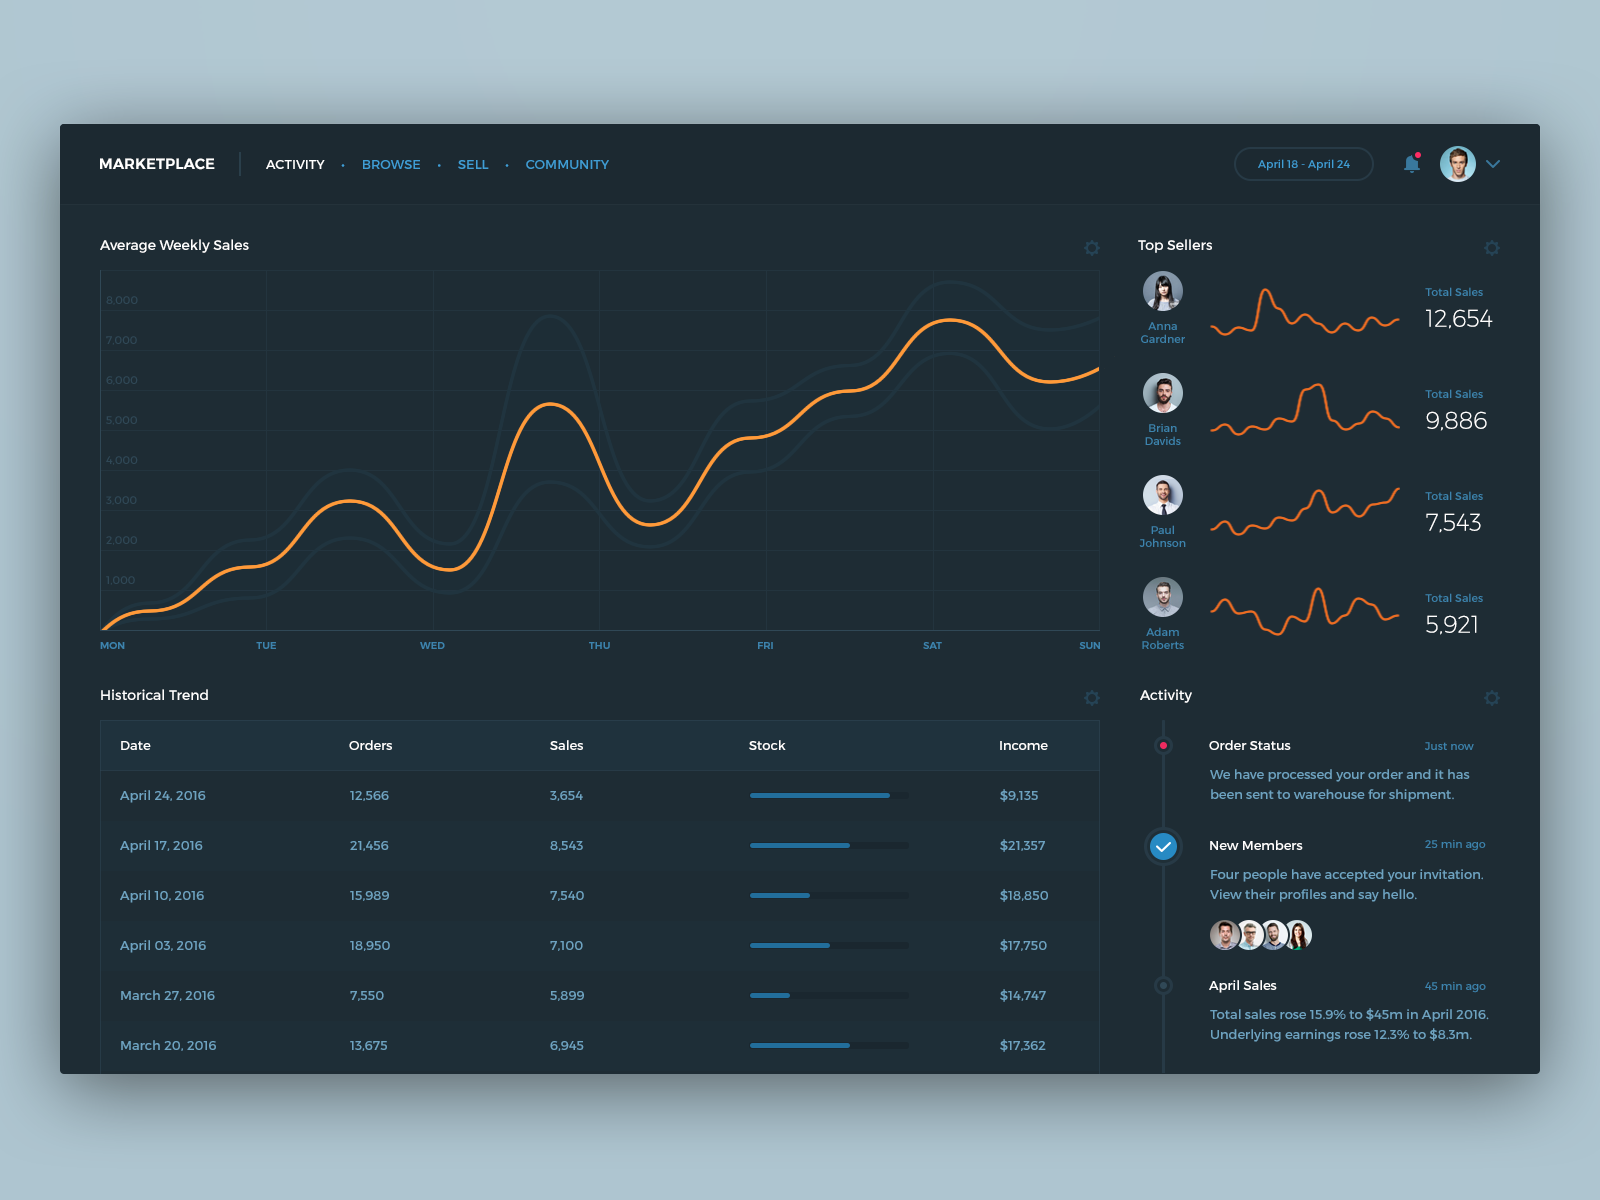 MARKETPLACE
ACTIVITY • BROWSE • SELL • COMMUNITY
April 18 - April 24
Average Weekly Sales
8,000
7,000
6,000
5,000
4,000
3,000
2,000
1,000
MON TUE WED THU FRI SAT SUN
Top Sellers
Anna
Gardner
Total Sales
12,654
Brian
Davids
Total Sales
9,886
Paul
Johnson
Total Sales
7,543
Adam
Roberts
Total Sales
5,921
Historical Trend
Date Orders Sales Stock Income
April 24, 2016 12,566 3,654 $9,135
April 17, 2016 21,456 8,543 $21,357
April 10, 2016 15,989 7,540 $18,850
April 03, 2016 18,950 7,100 $17,750
March 27, 2016 7,550 5,899 $14,747
March 20, 2016 13,675 6,945 $17,362
Activity
Order Status Just now
We have processed your order and it has
been sent to warehouse for shipment.
New Members 25 min ago
Four people have accepted your invitation.
View their profiles and say hello.
April Sales 45 min ago
Total sales rose 15.9% to $45m in April 2016.
Underlying earnings rose 12.3% to $8.3m.